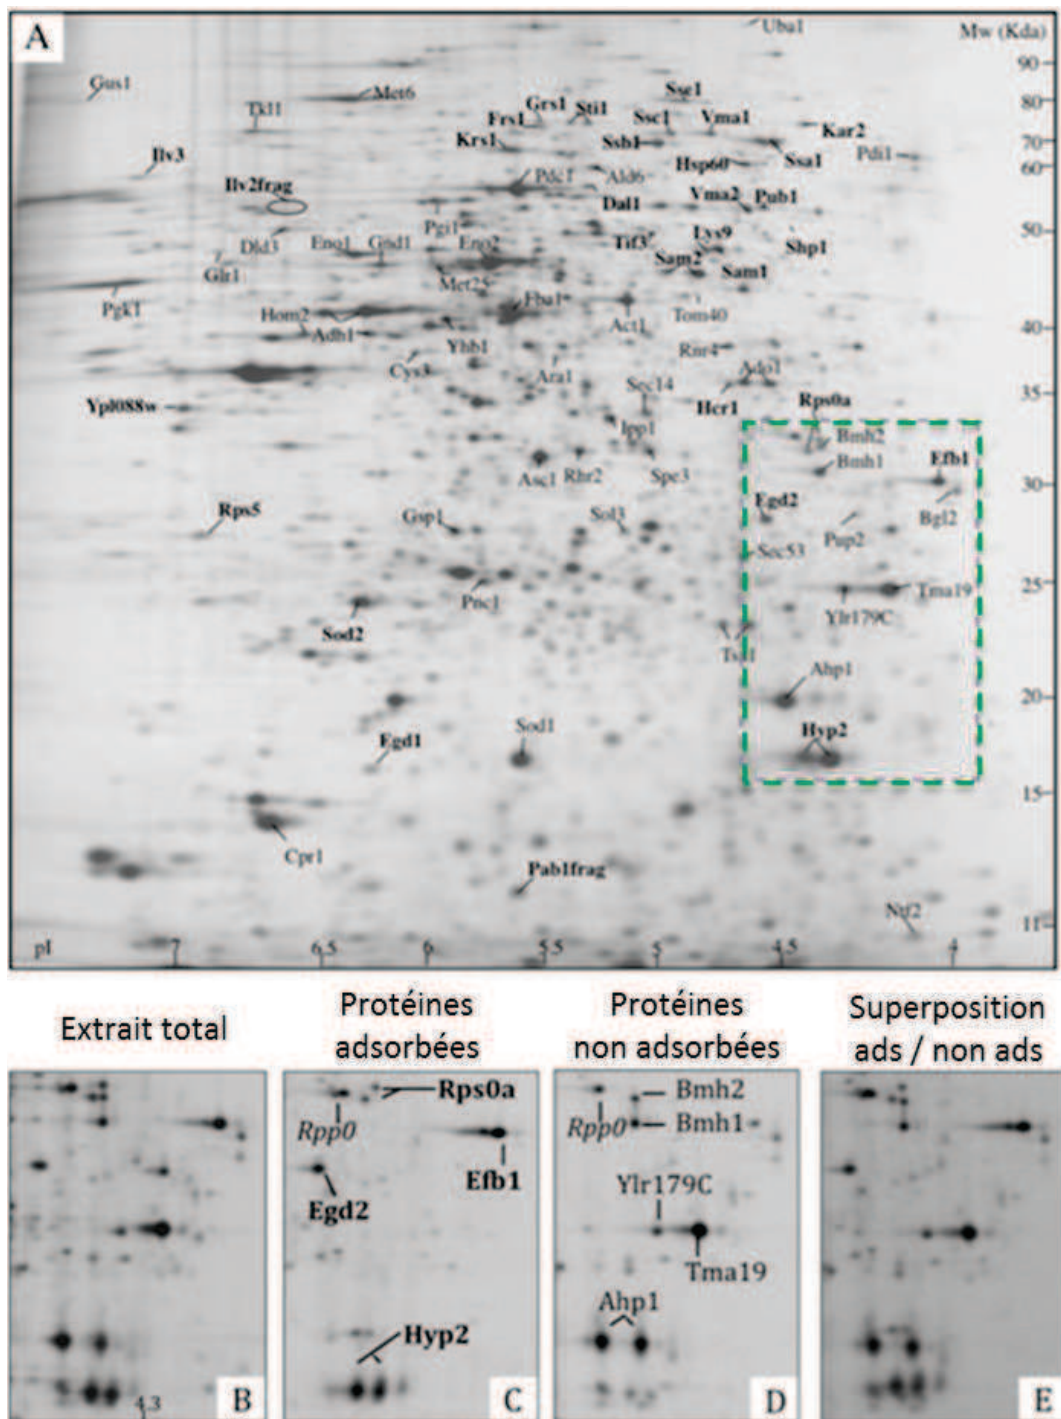 A Uba1 Mw (Kda)
90
Gus1 Met6 Sse1
80
Tkl1 Grs1 Sti1
Frs1 Ssc1 Vma1 Kar2
Krs1 Ssb1 70
Ilv3 Hsp60 Ssa1 Pdi1
60
Pdc1 Ald6
Ilv2frag Dal1 Vma2 Pub1
Pgi1
Dld3 Eno1 Gnd1 Eno2 Tif3 Lys9 50
Glr1 Sam2 Shp1
Met25 Sam1
Pgk1 Fba1
Hom2 Tom40
Adh1 Act1 40
Yhb1 Rnr4
Cys3 Ara1 Ado1
Sec14 35
Ypl088w Hcr1 Rps0a
Ipp1 Bmh2
Bmh1 Efb1
Asc1 Rhr2 Spe3 30
Egd2
Rps5 Gsp1 Sol3 Bgl2
Pup2
Sec53
25
Pnc1 Tma19
Ylr179C
Sod2
Ahp1
20
Sod1 Hyp2
Egd1
15
Cpr1
Pab1frag
Ntf2
11
pI 7 6.5 6 5.5 5 4.5 4
Extrait total
Protéines
adsorbées
Protéines
non adsorbées
Superposition
ads / non ads
4.3
B
Rps0a
Rpp0
Efb1
Egd2
Hyp2
C
Bmh2
Rpp0 Bmh1
Ylr179C
Tma19
Ahp1
D
E